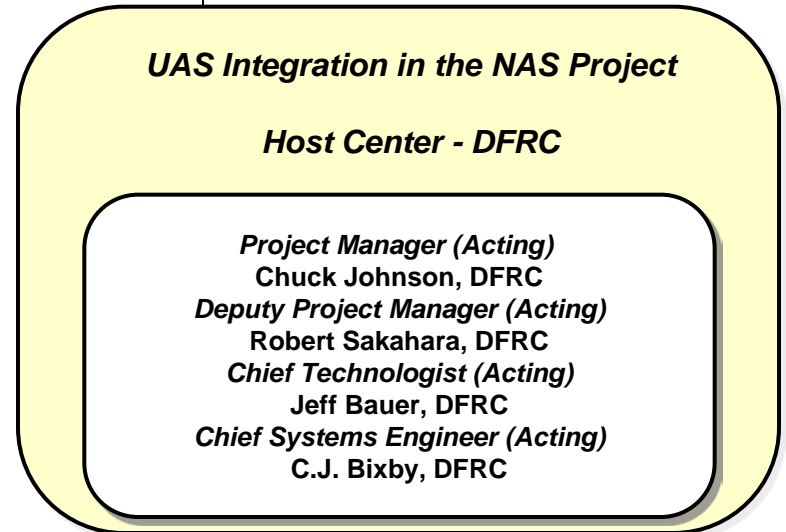 UAS Integration in the NAS Project
Host Center - DFRC
Project Manager (Acting)
Chuck Johnson, DFRC
Deputy Project Manager (Acting)
Robert Sakahara, DFRC
Chief Technologist (Acting)
Jeff Bauer, DFRC
Chief Systems Engineer (Acting)
C.J. Bixby, DFRC